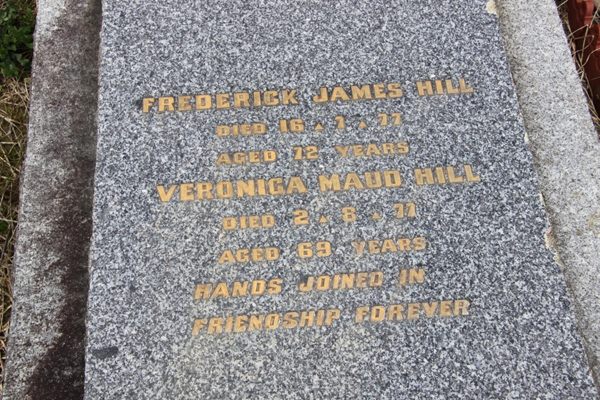 FREDERICK JAMES HILL
DIED 16 ▴ 7 ▴ 77
AGED 72 YEARS
VERONICA MAUD HILL
DIED 2 ▴ 8 ▴ 77
AGED 69 YEARS
HANDS JOINED IN
FRIENDSHIP FOREVER